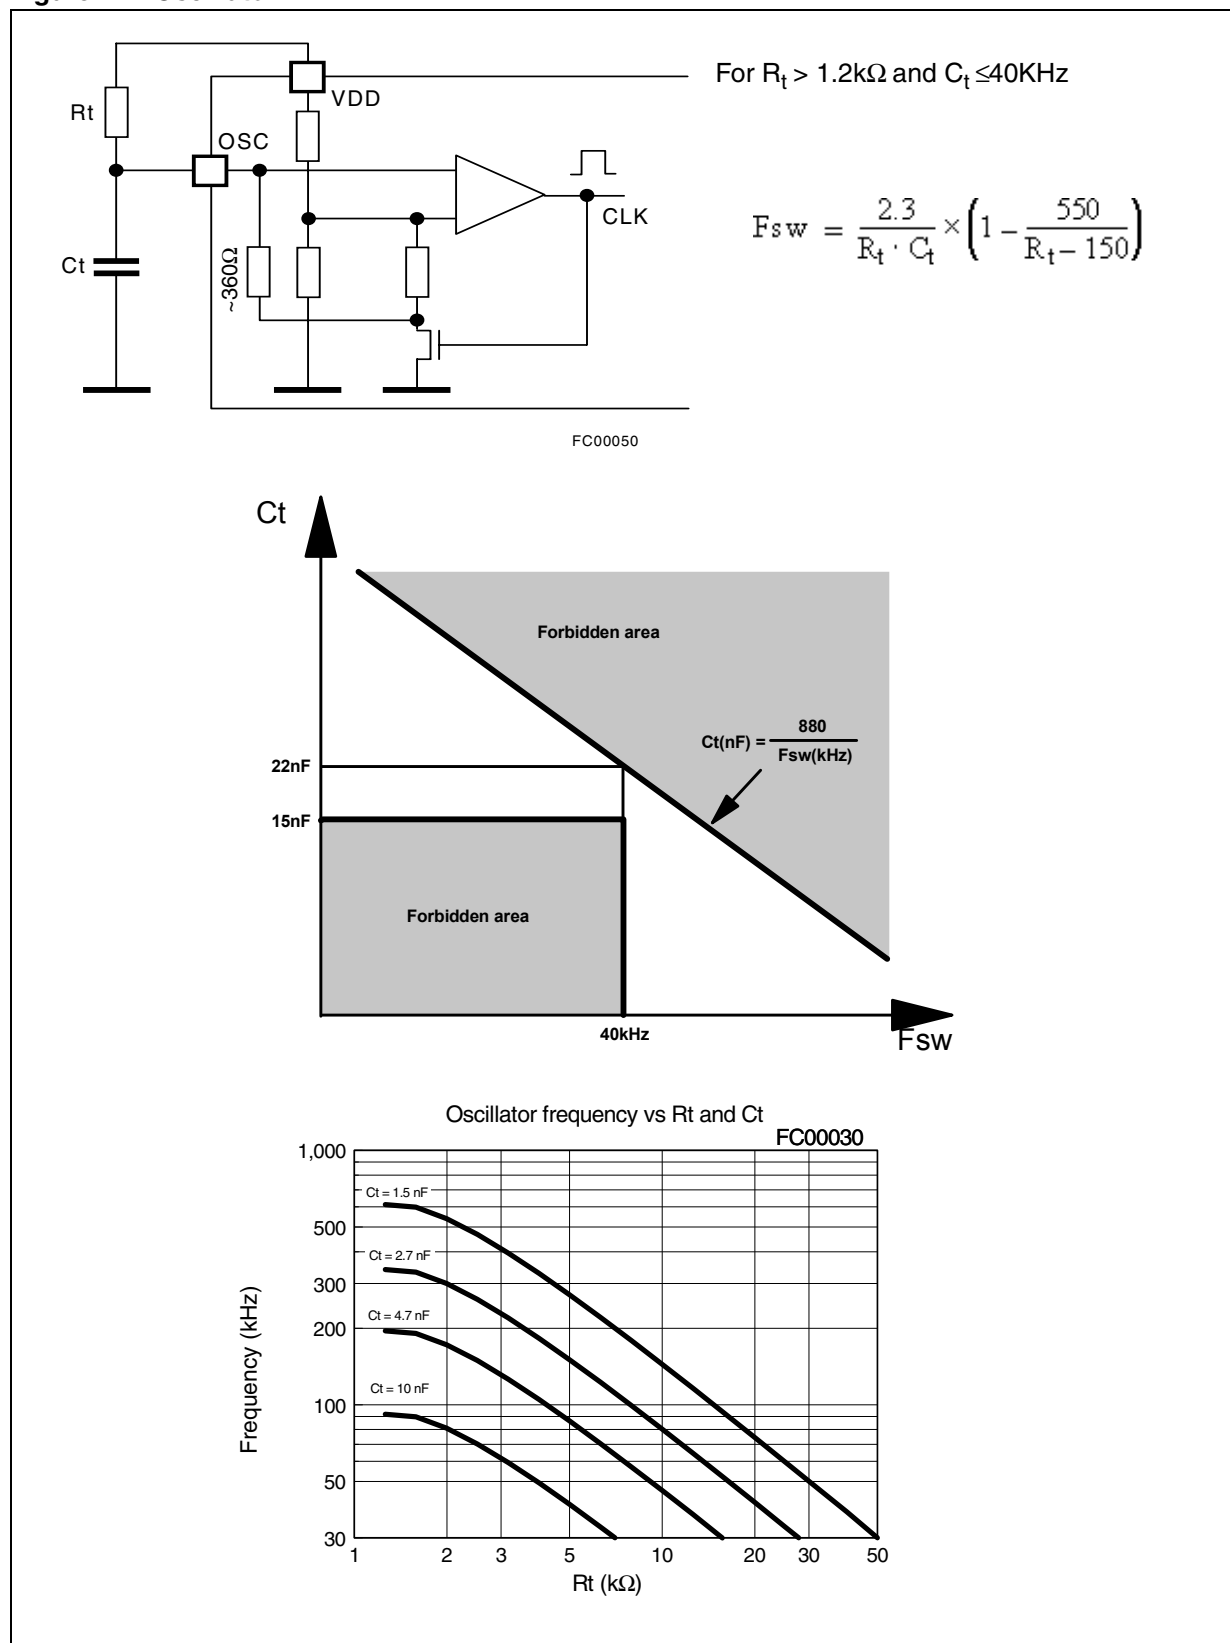 For Rt > 1.2kΩ and Ct ≤40KHz
VDD
Rt
OSC
CLK
Fsw = 2.3 / (Rt · Ct) × (1 − 550 / (Rt − 150))
Ct
~360Ω
FC00050
Ct
Forbidden area
Ct(nF) = 880 / Fsw(kHz)
22nF
15nF
Forbidden area
40kHz
Fsw
Oscillator frequency vs Rt and Ct
FC00030
1,000
Ct = 1.5 nF
500
Ct = 2.7 nF
300
Ct = 4.7 nF
200
Ct = 10 nF
100
50
30
Frequency (kHz)
1 2 3 5 10 20 30 50
Rt (kΩ)